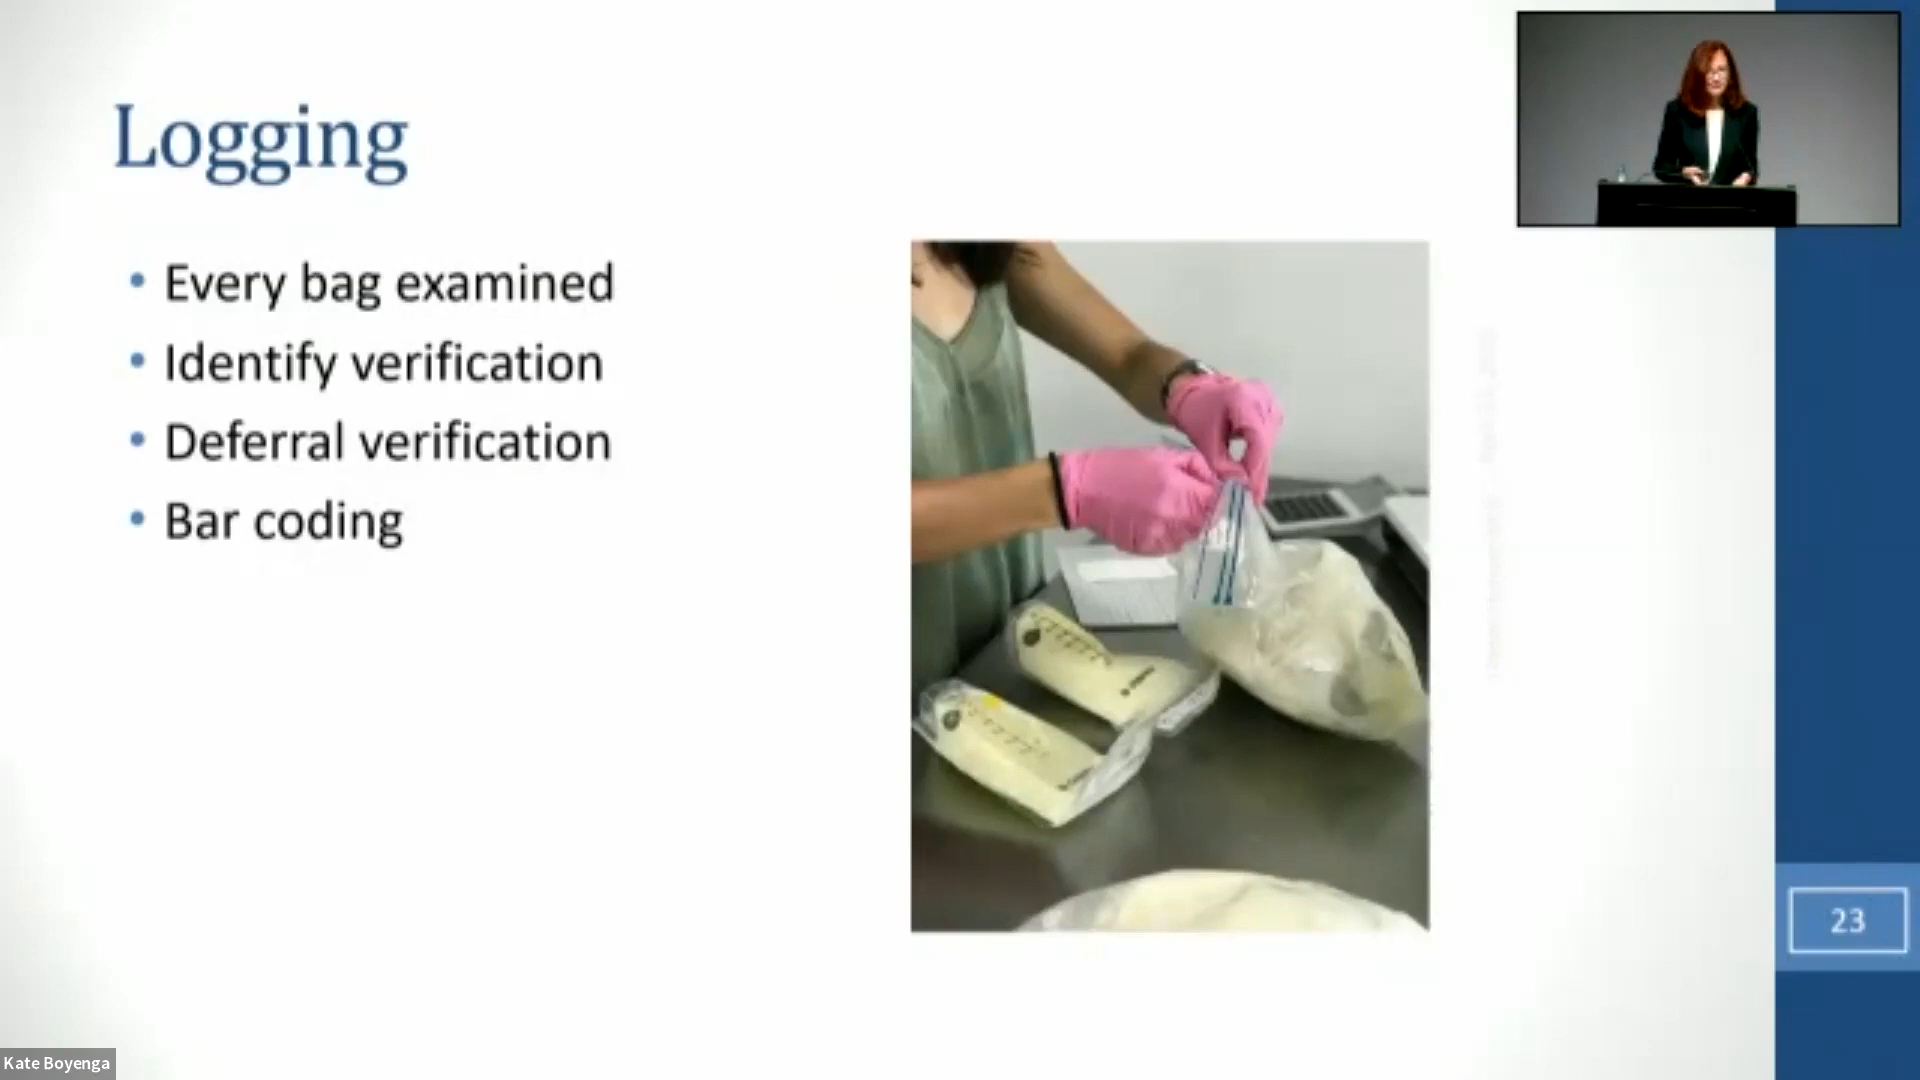 Logging
• Every bag examined
• Identify verification
• Deferral verification
• Bar coding
23
Kate Boyenga